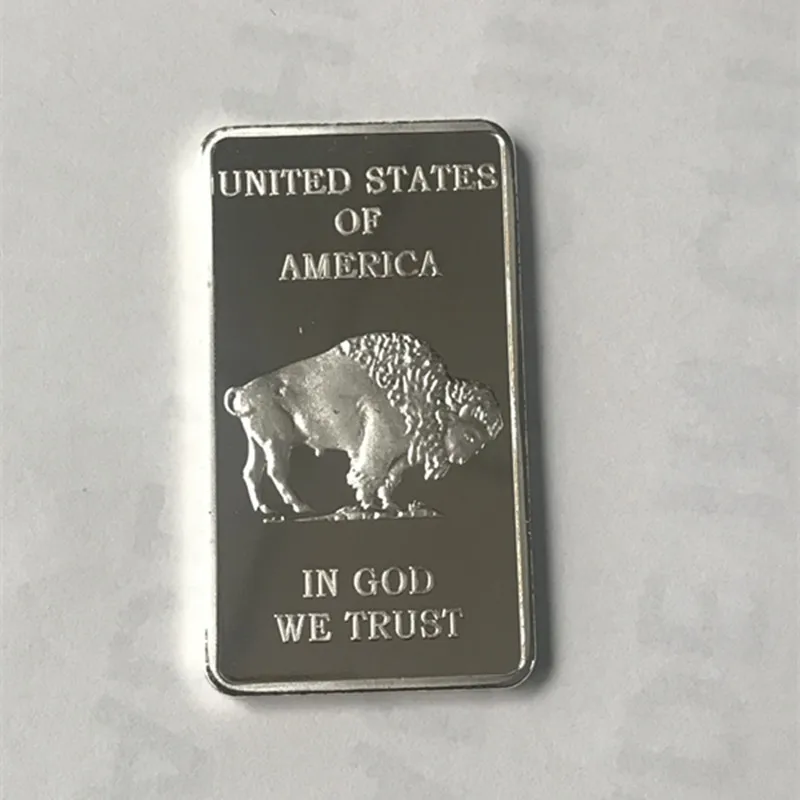 UNITED STATES
OF
AMERICA
IN GOD
WE TRUST